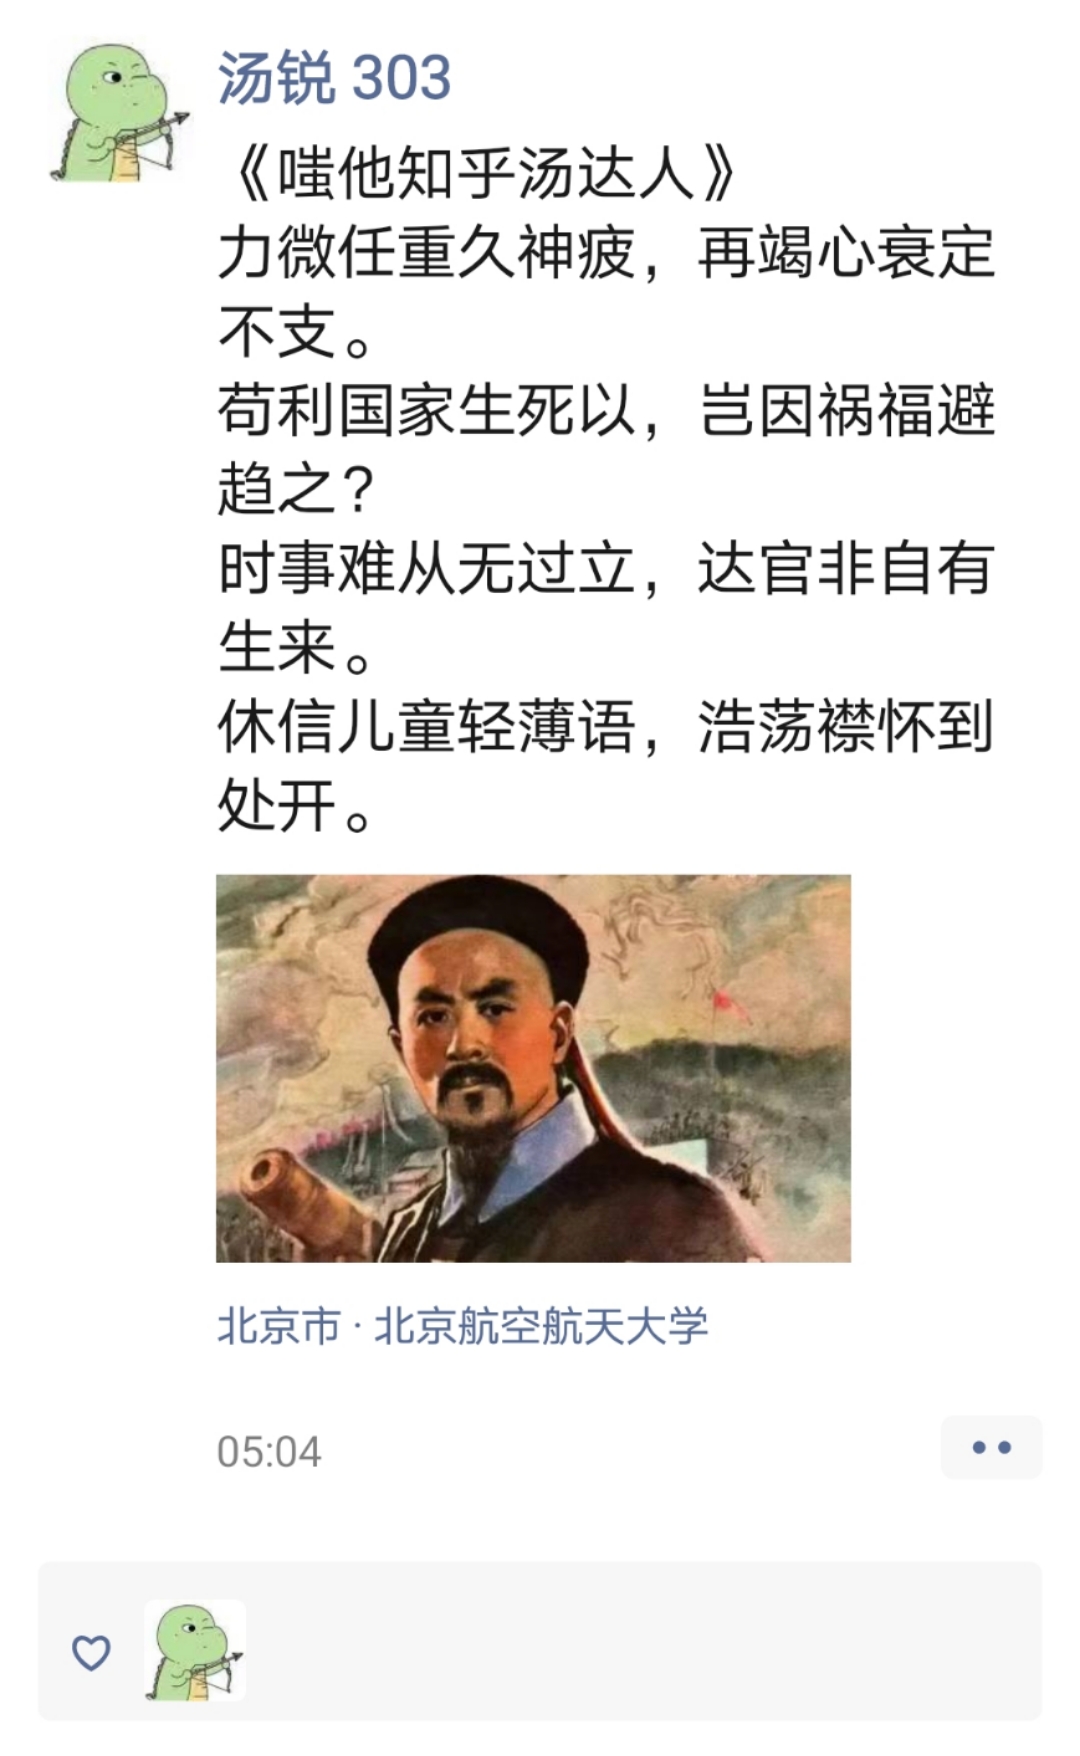 汤锐 303
《嗤他知乎汤达人》
力微任重久神疲，再竭心衰定
不支。
苟利国家生死以，岂因祸福避
趋之？
时事难从无过立，达官非自有
生来。
休信儿童轻薄语，浩荡襟怀到
处开。
北京市 · 北京航空航天大学
05:04